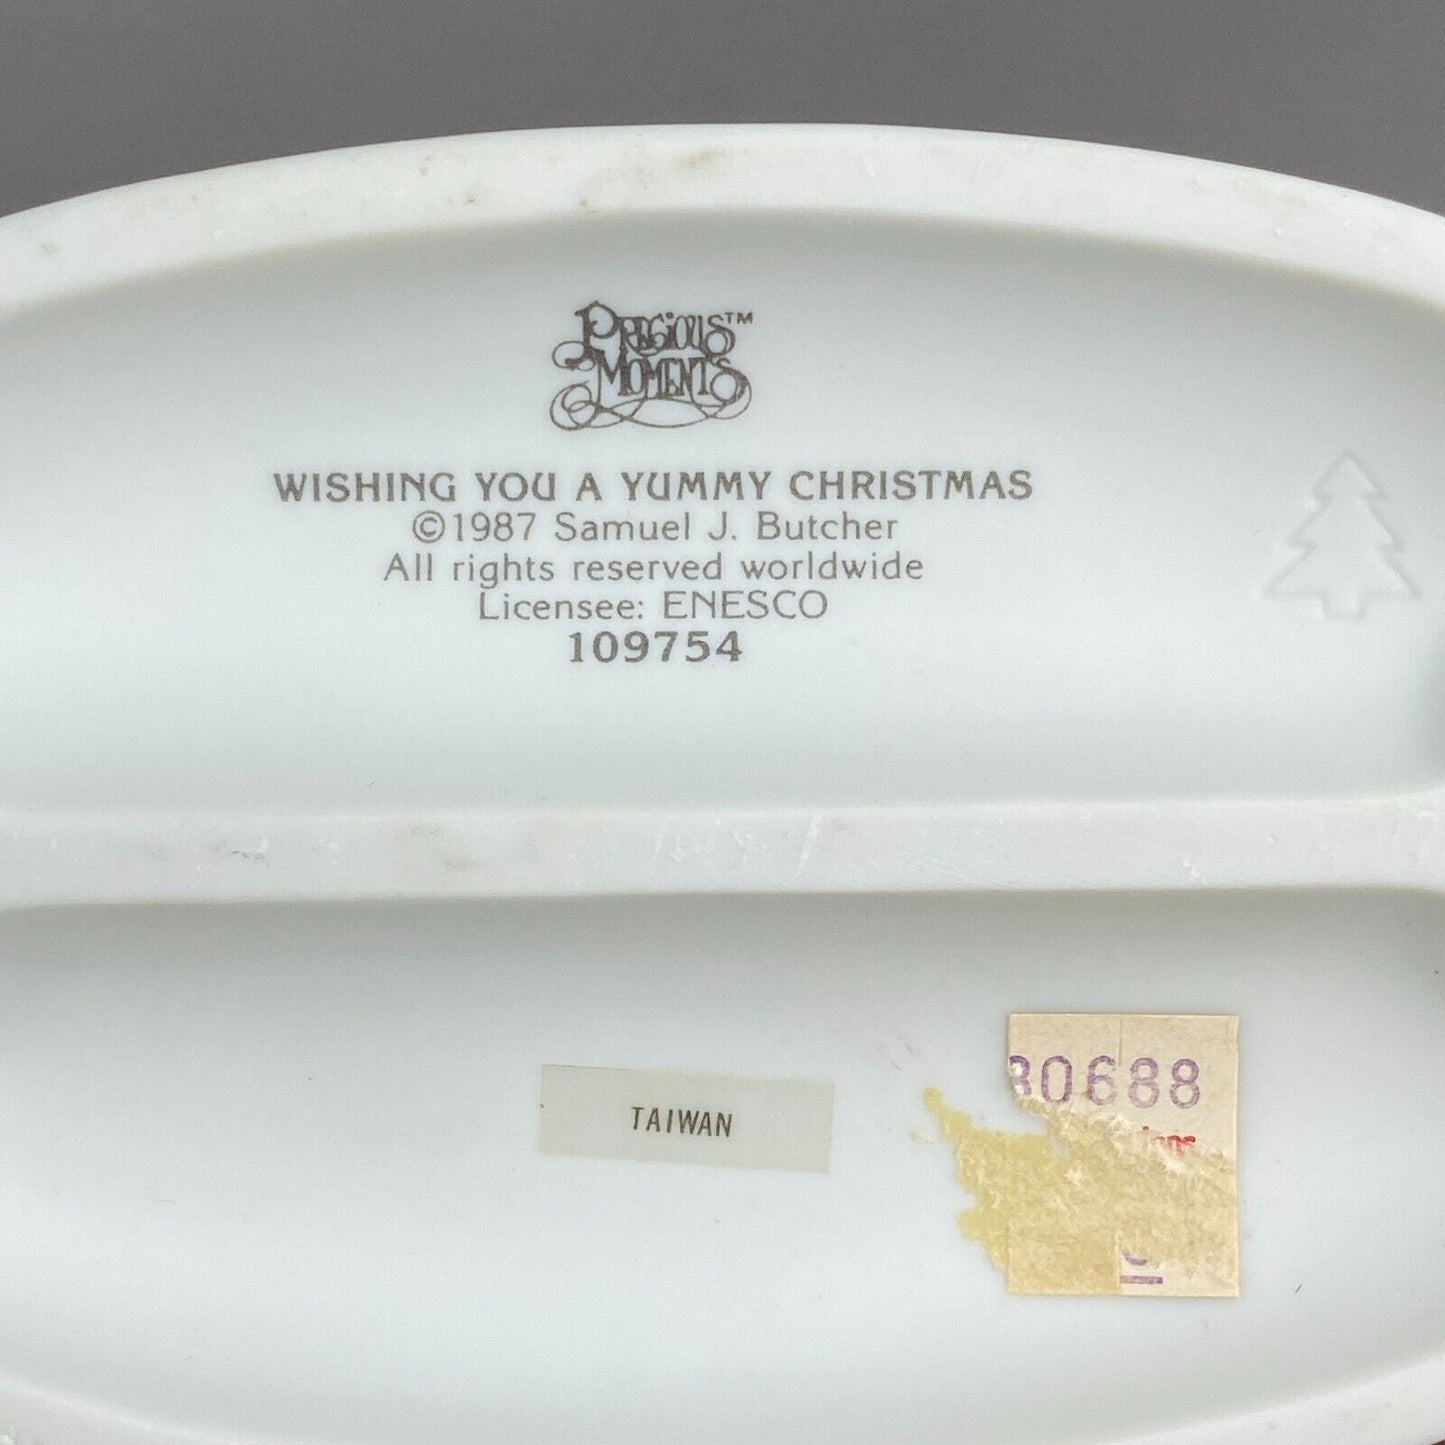 PRECIOUS™
MOMENTS
WISHING YOU A YUMMY CHRISTMAS
©1987 Samuel J. Butcher
All rights reserved worldwide
Licensee: ENESCO
109754
TAIWAN
30688